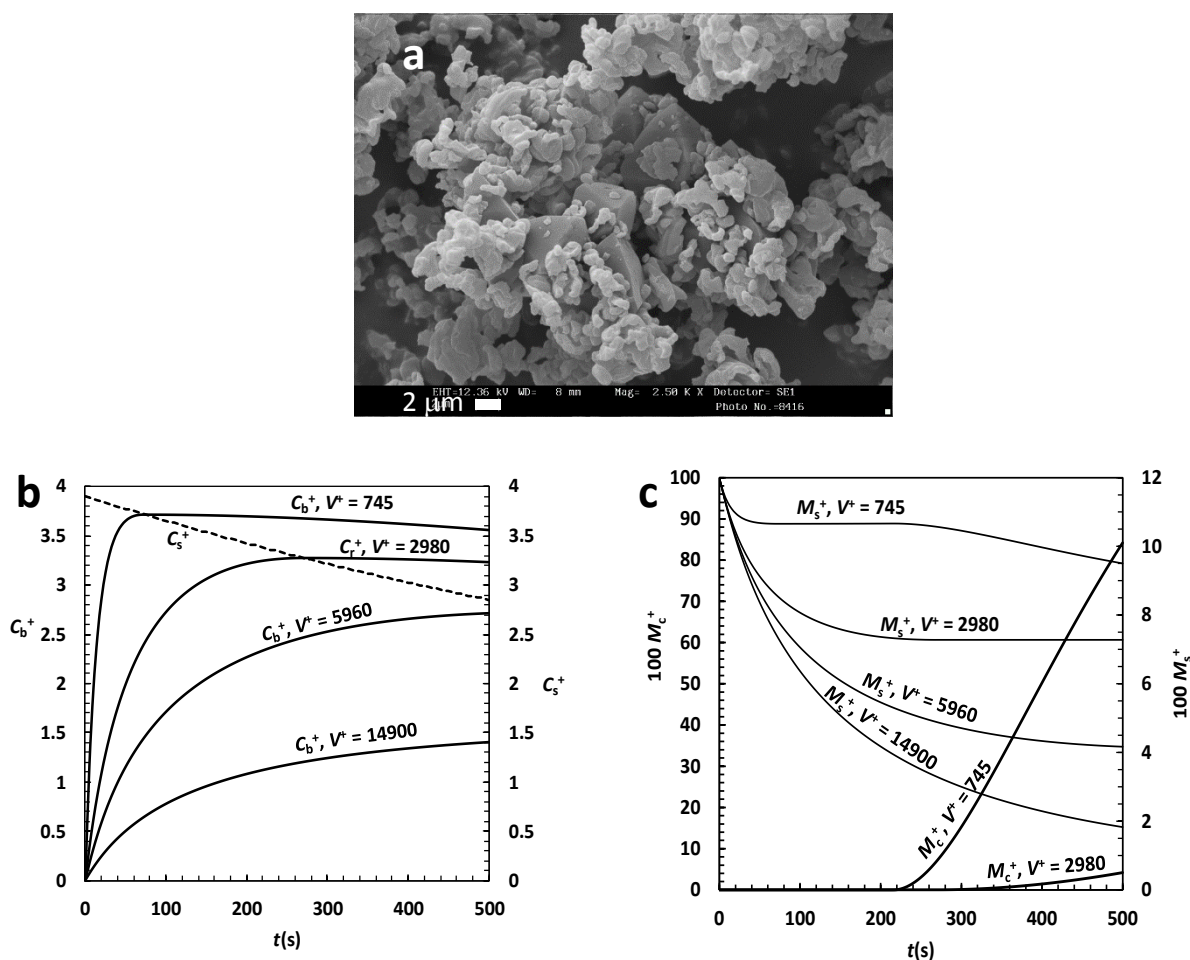 a
EHT=12.36 kV WD= 8 mm Mag= 2.50 K X Detector= SE1
2 μm
Photo No.=8416
b
4
3.5
3
2.5
2
1.5
1
0.5
0
C_b^+
C_b^+, V^+ = 745
C_s^+
C_r^+, V^+ = 2980
C_b^+, V^+ = 5960
C_b^+, V^+ = 14900
4
3.5
3
2.5
2
1.5
1
0.5
0
C_s^+
0 100 200 300 400 500
t(s)
c
100
90
80
70
60
50
40
30
20
10
0
100 M_c^+
M_s^+, V^+ = 745
M_s^+, V^+ = 2980
M_s^+, V^+ = 5960
M_s^+, V^+ = 14900
M_c^+, V^+ = 745
M_c^+, V^+ = 2980
12
10
8
6
4
2
0
100 M_s^+
0 100 200 300 400 500
t(s)